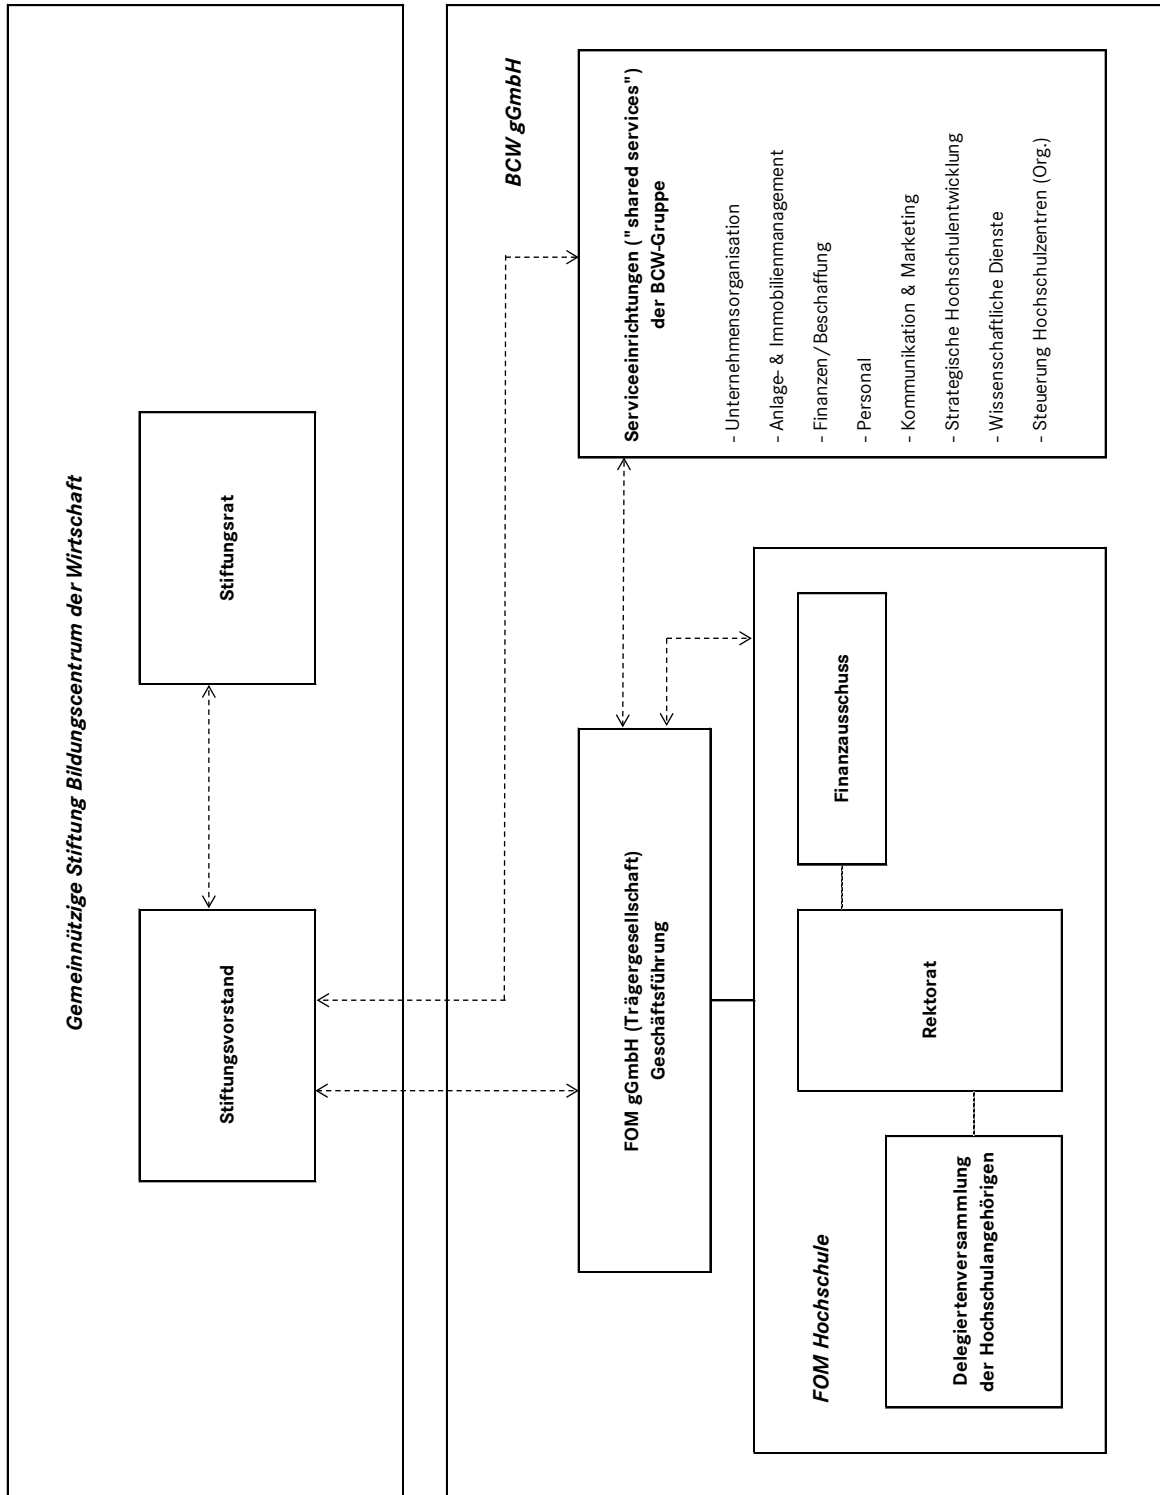 Gemeinnützige Stiftung Bildungscentrum der Wirtschaft
Stiftungsvorstand
Stiftungsrat
BCW gGmbH
FOM gGmbH (Trägergesellschaft)
Geschäftsführung
Serviceeinrichtungen ("shared services")
der BCW-Gruppe
- Unternehmensorganisation
- Anlage- & Immobilienmanagement
- Finanzen/Beschaffung
- Personal
- Kommunikation & Marketing
- Strategische Hochschulentwicklung
- Wissenschaftliche Dienste
- Steuerung Hochschulzentren (Org.)
FOM Hochschule
Delegiertenversammlung
der Hochschulangehörigen
Rektorat
Finanzausschuss